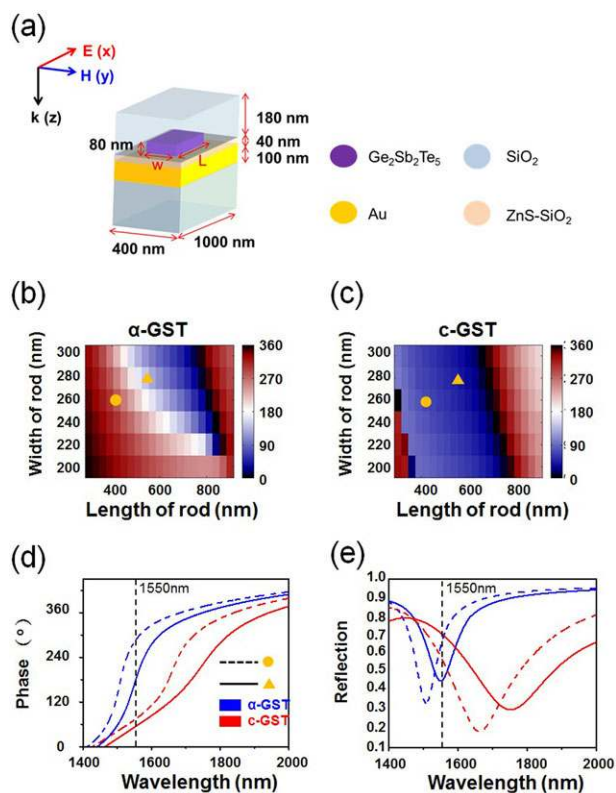 (a)
E (x)
H (y)
k (z)
180 nm
80 nm
40 nm
100 nm
W
L
400 nm
1000 nm
Ge2Sb2Te5
SiO2
Au
ZnS-SiO2
(b)
α-GST
Width of rod (nm)
300
280
260
240
220
200
400 600 800
Length of rod (nm)
360
270
180
90
0
(c)
c-GST
Width of rod (nm)
300
280
260
240
220
200
400 600 800
Length of rod (nm)
360
270
180
90
0
(d)
1550nm
Phase (°)
360
240
120
0
α-GST
c-GST
1400 1600 1800 2000
Wavelength (nm)
(e)
1550nm
Reflection
1.0
0.9
0.8
0.7
0.6
0.5
0.4
0.3
0.2
0.1
1400 1600 1800 2000
Wavelength (nm)